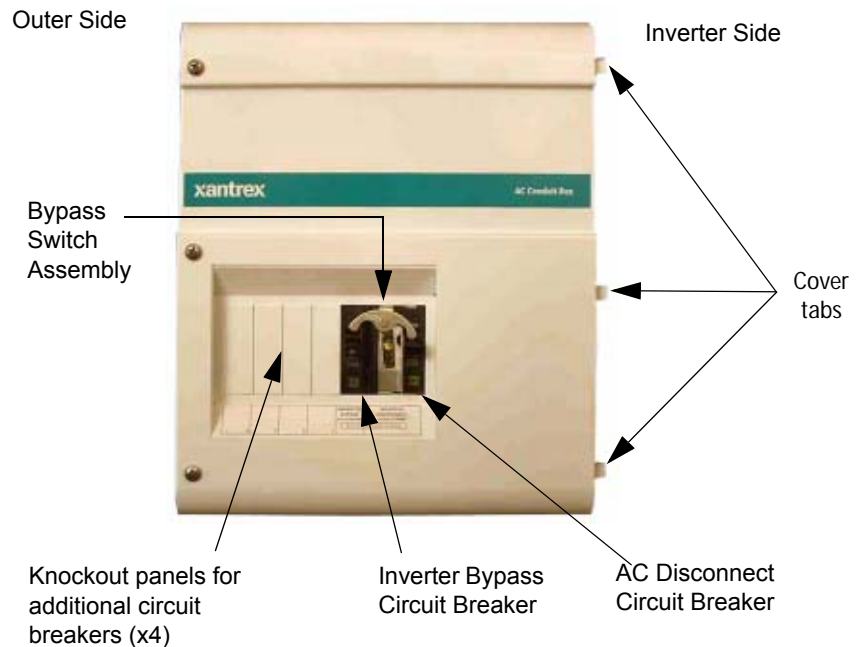 Outer Side
Inverter Side
xantrex
AC Conduit Box
Bypass
Switch
Assembly
Cover
tabs
Knockout panels for
additional circuit
breakers (x4)
Inverter Bypass
Circuit Breaker
AC Disconnect
Circuit Breaker